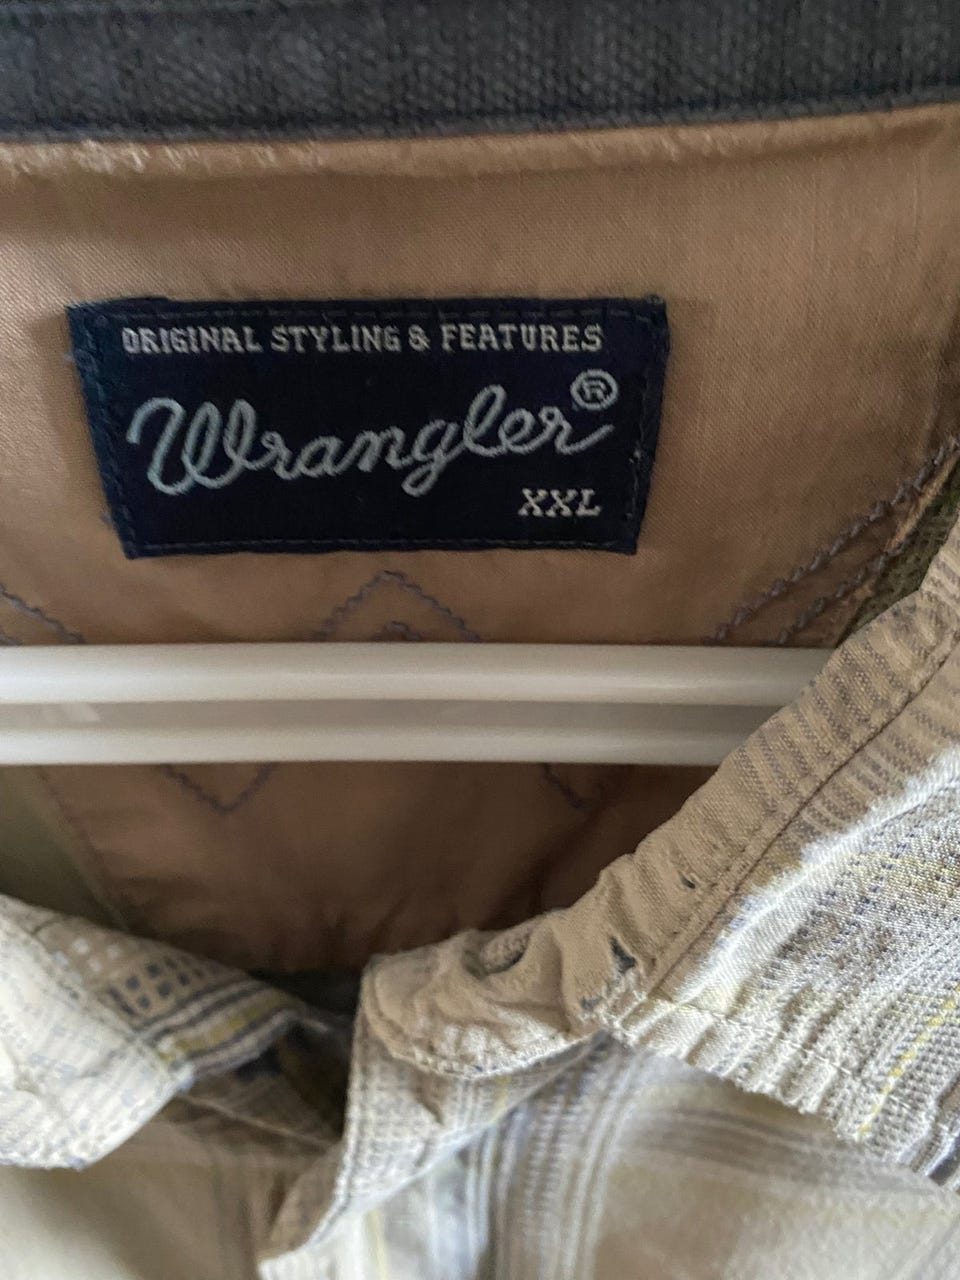 ORIGINAL STYLING & FEATURES
Wrangler®
XXL